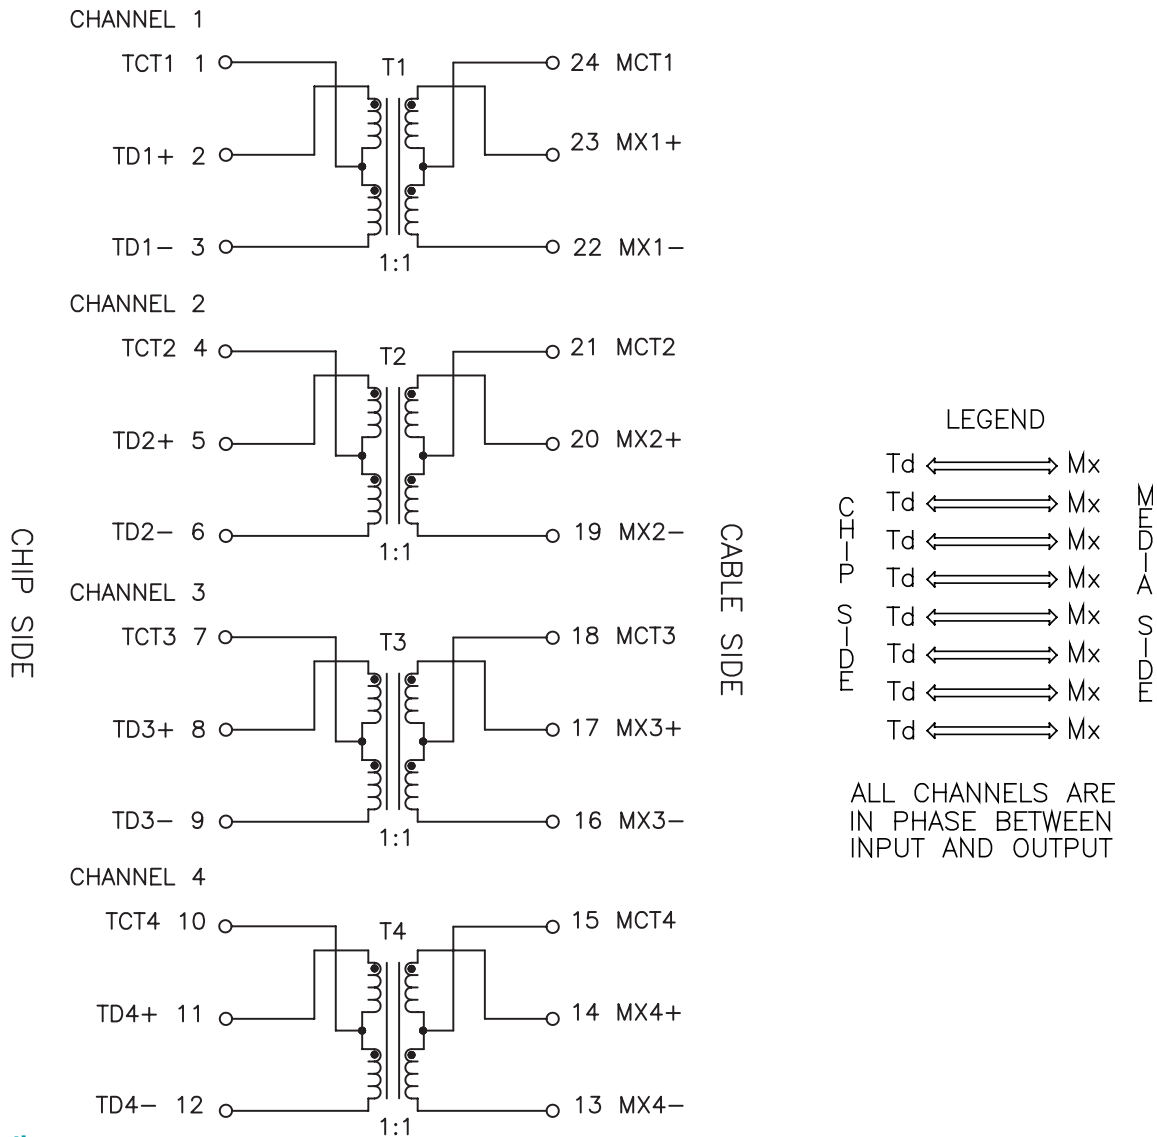 CHANNEL 1
TCT1 1
T1
24 MCT1
TD1+ 2
23 MX1+
TD1− 3
22 MX1−
1:1
CHANNEL 2
TCT2 4
T2
21 MCT2
TD2+ 5
20 MX2+
TD2− 6
19 MX2−
1:1
CHANNEL 3
TCT3 7
T3
18 MCT3
TD3+ 8
17 MX3+
TD3− 9
16 MX3−
1:1
CHANNEL 4
TCT4 10
T4
15 MCT4
TD4+ 11
14 MX4+
TD4− 12
13 MX4−
1:1
CHIP SIDE
CABLE SIDE
LEGEND
CHIP SIDE
Td Mx
Td Mx
Td Mx
Td Mx
Td Mx
Td Mx
Td Mx
Td Mx
MEDIA SIDE
ALL CHANNELS ARE
IN PHASE BETWEEN
INPUT AND OUTPUT